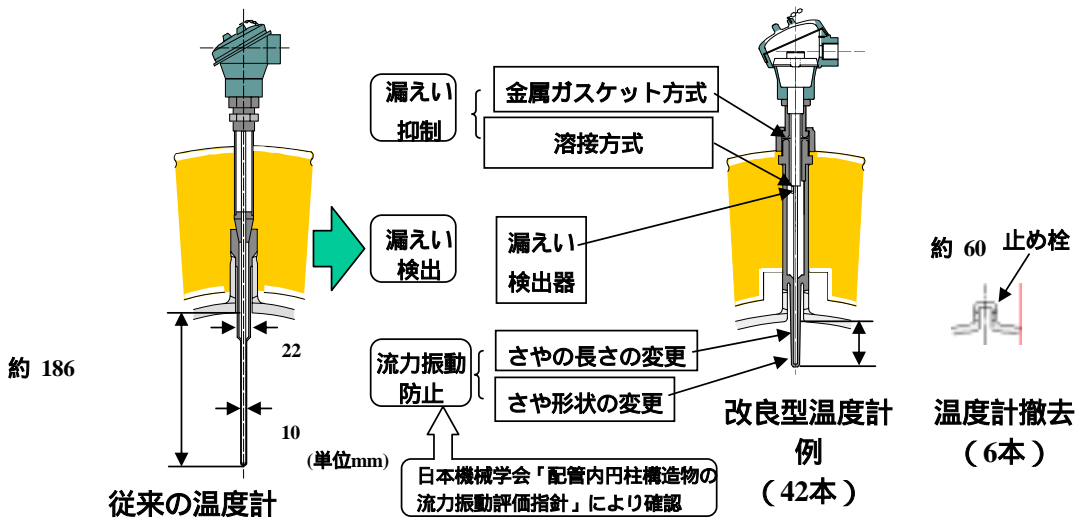 漏えい
抑制
金属ガスケット方式
溶接方式
漏えい
検出
漏えい
検出器
約 60
止め栓
約 186
22
10
(単位mm)
流力振動
防止
さやの長さの変更
さや形状の変更
日本機械学会「配管内円柱構造物の
流力振動評価指針」により確認
従来の温度計
改良型温度計
例
（42本）
温度計撤去
（6本）